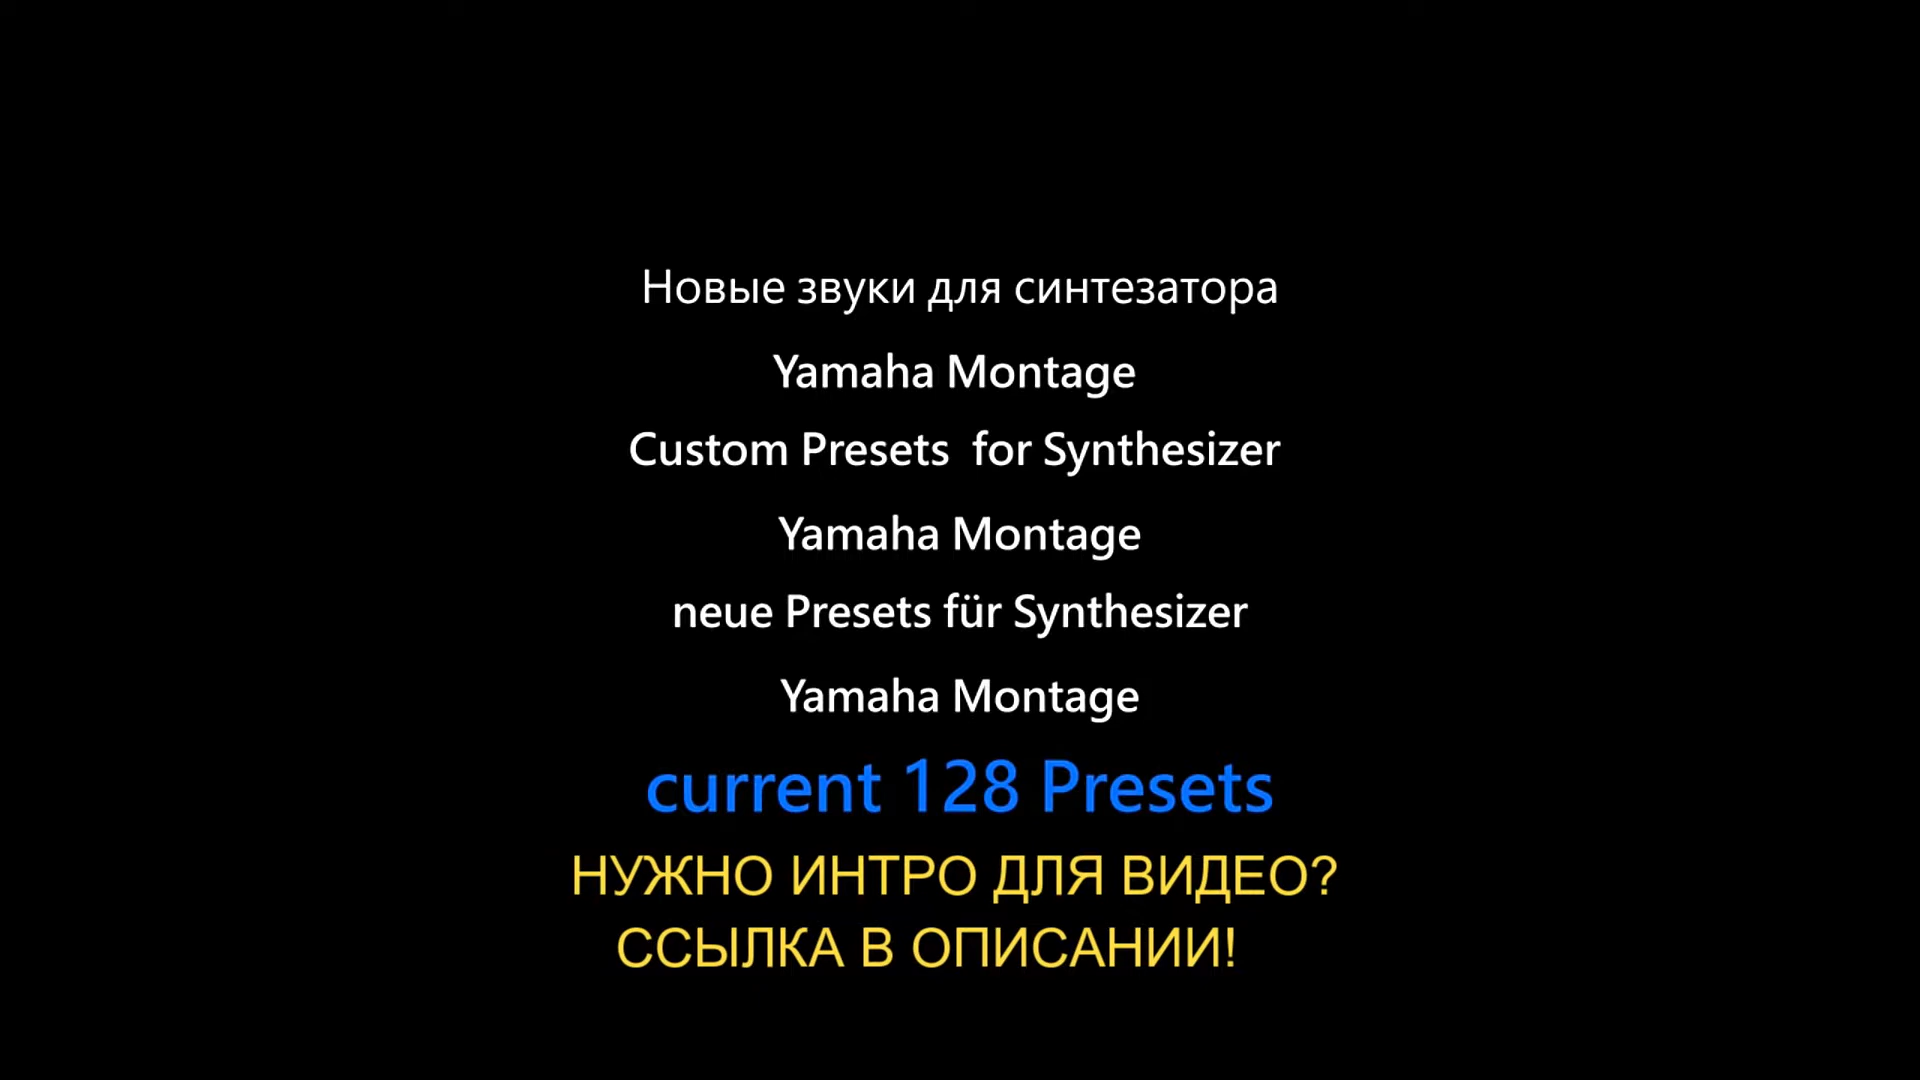 Новые звуки для синтезатора
Yamaha Montage
Custom Presets  for Synthesizer
Yamaha Montage
neue Presets für Synthesizer
Yamaha Montage
current 128 Presets
НУЖНО ИНТРО ДЛЯ ВИДЕО?
ССЫЛКА В ОПИСАНИИ!